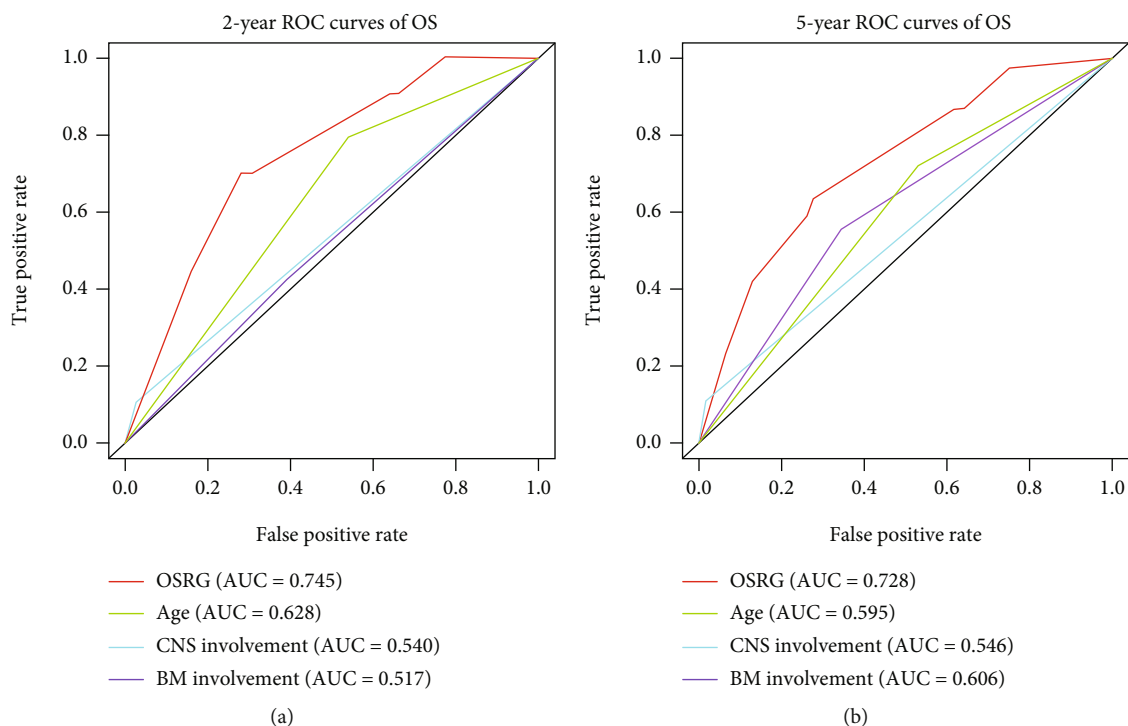 2-year ROC curves of OS
1.0
0.8
0.6
0.4
0.2
0.0
True positive rate
0.0 0.2 0.4 0.6 0.8 1.0
False positive rate
OSRG (AUC = 0.745)
Age (AUC = 0.628)
CNS involvement (AUC = 0.540)
BM involvement (AUC = 0.517)
(a)
5-year ROC curves of OS
1.0
0.8
0.6
0.4
0.2
0.0
True positive rate
0.0 0.2 0.4 0.6 0.8 1.0
False positive rate
OSRG (AUC = 0.728)
Age (AUC = 0.595)
CNS involvement (AUC = 0.546)
BM involvement (AUC = 0.606)
(b)